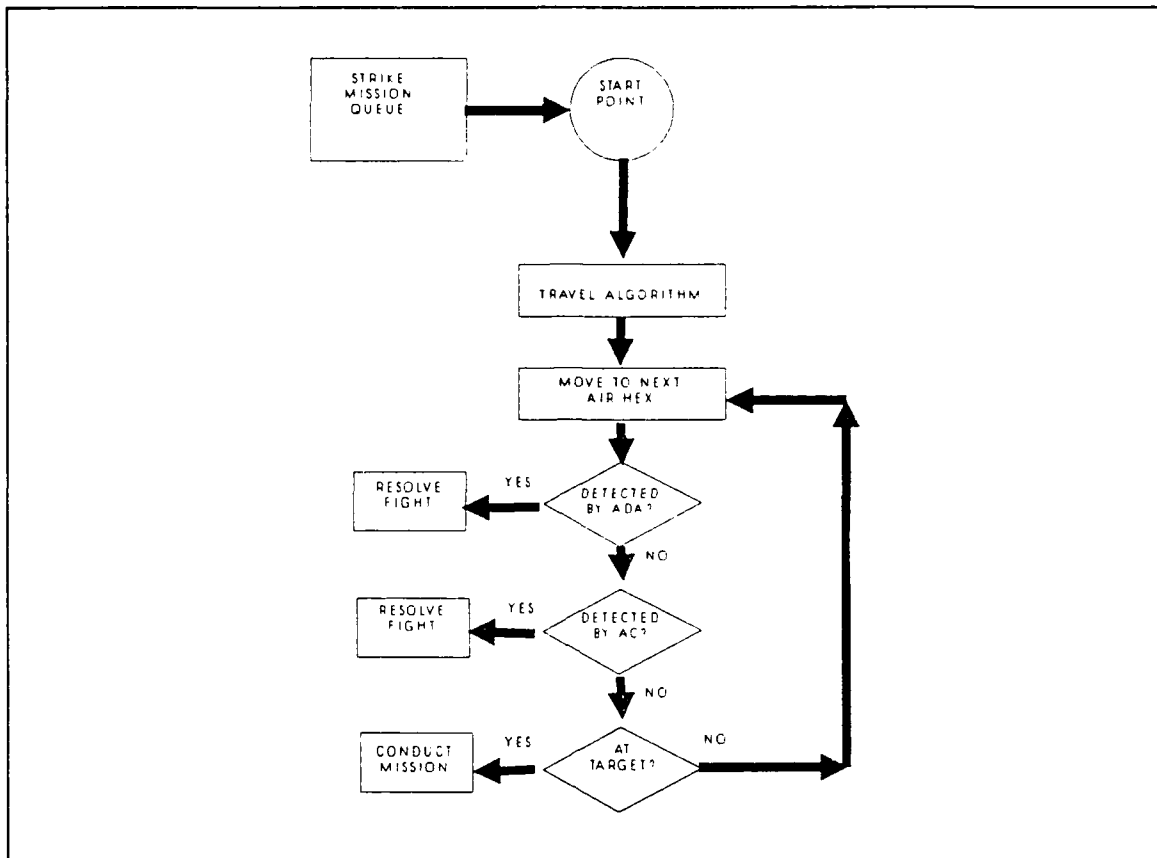 STRIKE
MISSION
QUEUE
START
POINT
TRAVEL ALGORITHM
MOVE TO NEXT
AIR HEX
RESOLVE
FIGHT
YES
DETECTED
BY ADA?
NO
RESOLVE
FIGHT
YES
DETECTED
BY AC?
NO
CONDUCT
MISSION
YES
AT
TARGET?
NO